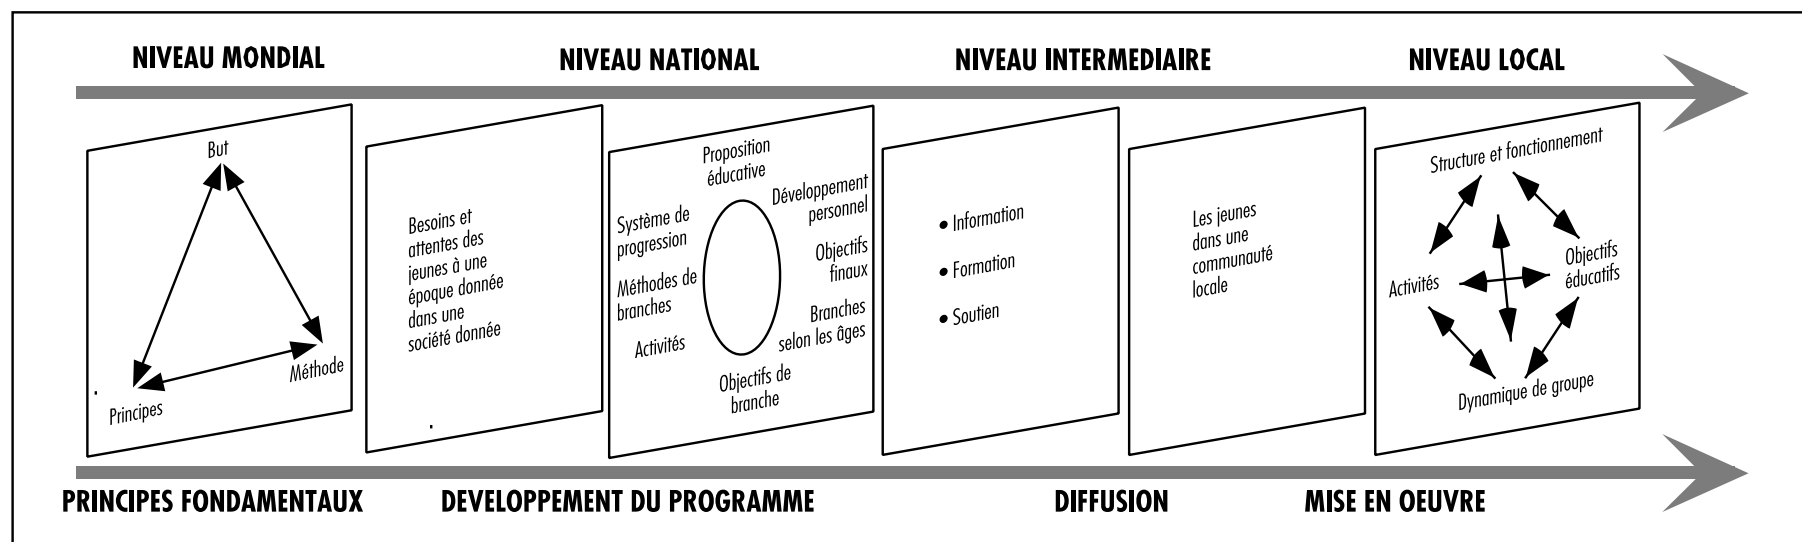 NIVEAU MONDIAL
NIVEAU NATIONAL
NIVEAU INTERMEDIAIRE
NIVEAU LOCAL
But
Principes
Méthode
Besoins et
attentes des
jeunes à une
époque donnée
dans une
société donnée
Proposition
éducative
Développement
personnel
Objectifs
finaux
Branches
selon les âges
Objectifs de
branche
Activités
Méthodes de
branches
Système de
progression
• Information
• Formation
• Soutien
Les jeunes
dans une
communauté
locale
Structure et fonctionnement
Activités
Objectifs
éducatifs
Dynamique de groupe
PRINCIPES FONDAMENTAUX
DEVELOPPEMENT DU PROGRAMME
DIFFUSION
MISE EN OEUVRE